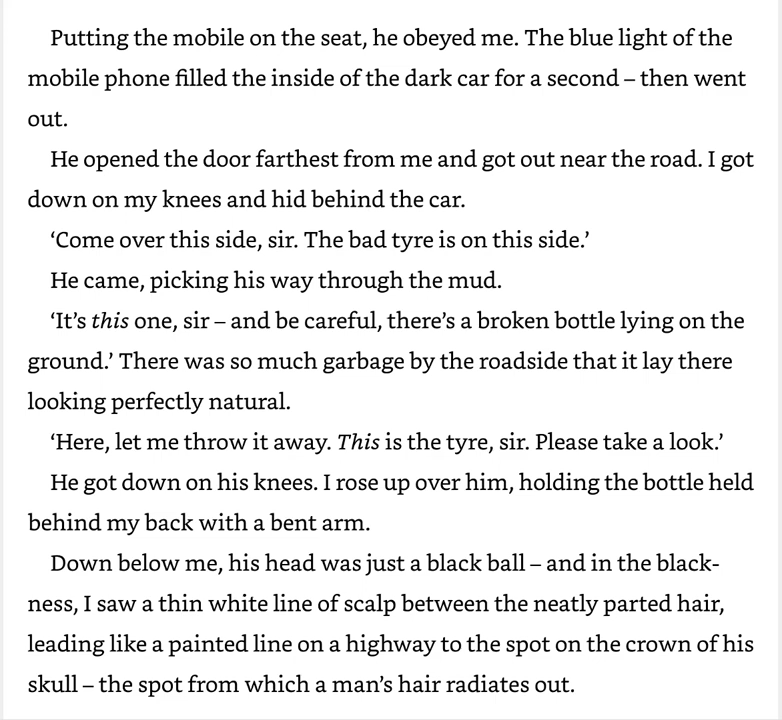 Putting the mobile on the seat, he obeyed me. The blue light of the
mobile phone filled the inside of the dark car for a second – then went
out.
He opened the door farthest from me and got out near the road. I got
down on my knees and hid behind the car.
‘Come over this side, sir. The bad tyre is on this side.’
He came, picking his way through the mud.
‘It’s this one, sir – and be careful, there’s a broken bottle lying on the
ground.’ There was so much garbage by the roadside that it lay there
looking perfectly natural.
‘Here, let me throw it away. This is the tyre, sir. Please take a look.’
He got down on his knees. I rose up over him, holding the bottle held
behind my back with a bent arm.
Down below me, his head was just a black ball – and in the black-
ness, I saw a thin white line of scalp between the neatly parted hair,
leading like a painted line on a highway to the spot on the crown of his
skull – the spot from which a man’s hair radiates out.